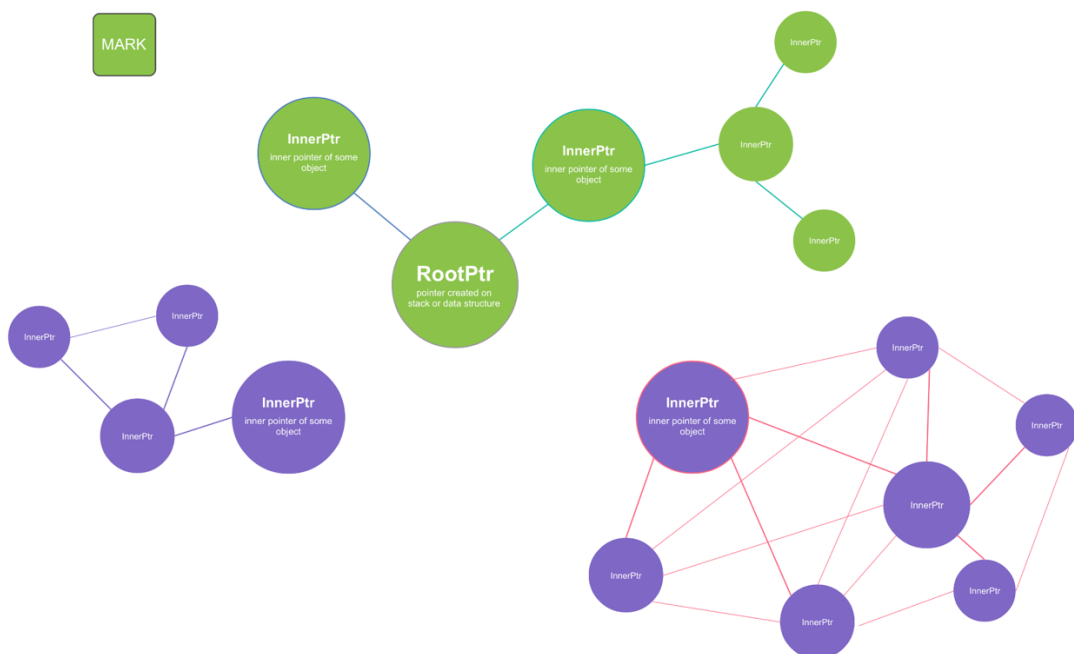 MARK
InnerPtr
InnerPtr
inner pointer of some
object
InnerPtr
inner pointer of some
object
InnerPtr
InnerPtr
RootPtr
pointer created on
stack or data structure
InnerPtr
InnerPtr
InnerPtr
InnerPtr
inner pointer of some
object
InnerPtr
InnerPtr
inner pointer of some
object
InnerPtr
InnerPtr
InnerPtr
InnerPtr
InnerPtr
InnerPtr